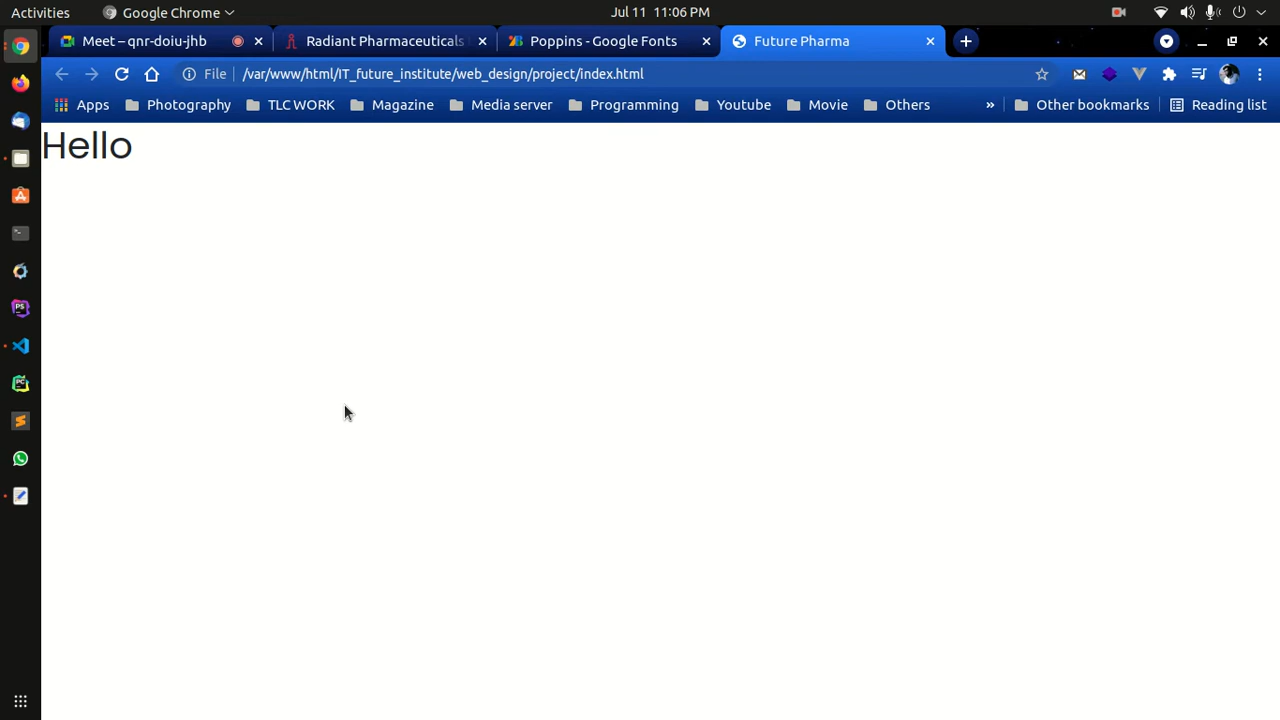 Activities Google Chrome Jul 11 11:06 PM
Meet – qnr-doiu-jhb Radiant Pharmaceuticals Poppins - Google Fonts Future Pharma
File /var/www/html/IT_future_institute/web_design/project/index.html
Apps Photography TLC WORK Magazine Media server Programming Youtube Movie Others » Other bookmarks Reading list
Hello
PS
PC